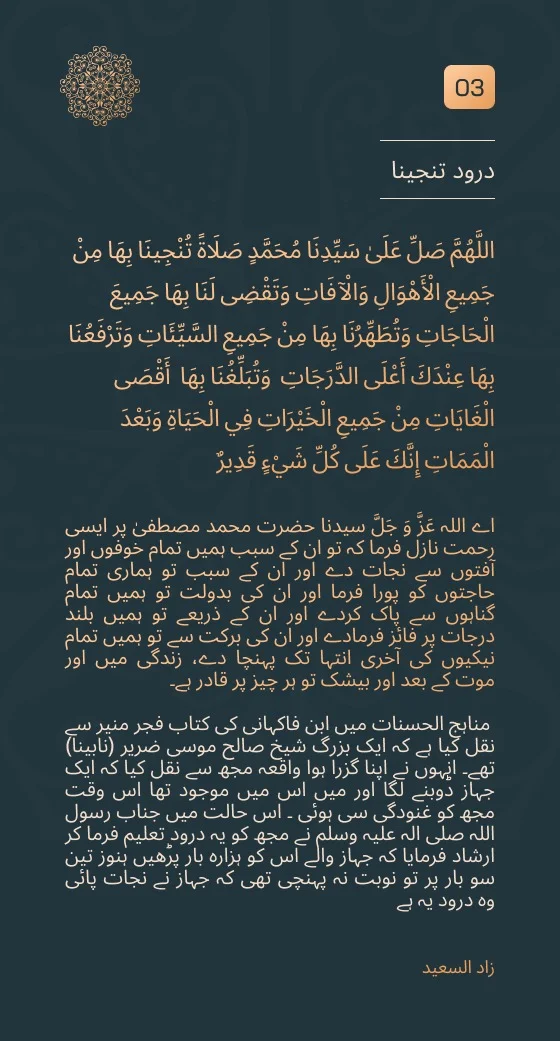 03
درود تنجینا
اللَّهُمَّ صَلِّ عَلَىٰ سَيِّدِنَا مُحَمَّدٍ صَلَاةً تُنْجِينَا بِهَا مِنْ
جَمِيعِ الْأَهْوَالِ وَالْآفَاتِ وَتَقْضِى لَنَا بِهَا جَمِيعَ
الْحَاجَاتِ وَتُطَهِّرُنَا بِهَا مِنْ جَمِيعِ السَّيِّئَاتِ وَتَرْفَعُنَا
بِهَا عِنْدَكَ أَعْلَى الدَّرَجَاتِ وَتُبَلِّغُنَا بِهَا أَقْصَى
الْغَايَاتِ مِنْ جَمِيعِ الْخَيْرَاتِ فِي الْحَيَاةِ وَبَعْدَ
الْمَمَاتِ إِنَّكَ عَلَى كُلِّ شَيْءٍ قَدِيرٌ
اے اللہ عَزَّ وَ جَلَّ سیدنا حضرت محمد مصطفیٰ پر ایسی
رحمت نازل فرما کہ تو ان کے سبب ہمیں تمام خوفوں اور
آفتوں سے نجات دے اور ان کے سبب تو ہماری تمام
حاجتوں کو پورا فرما اور ان کی بدولت تو ہمیں تمام
گناہوں سے پاک کردے اور ان کے ذریعے تو ہمیں بلند
درجات پر فائز فرمادے اور ان کی برکت سے تو ہمیں تمام
نیکیوں کی آخری انتہا تک پہنچا دے، زندگی میں اور
موت کے بعد اور بیشک تو ہر چیز پر قادر ہے۔
مناہج الحسنات میں ابن فاکہانی کی کتاب فجر منیر سے
نقل کیا ہے کہ ایک بزرگ شیخ صالح موسی ضریر (نابینا)
تھے۔ انہوں نے اپنا گزرا ہوا واقعہ مجھ سے نقل کیا کہ ایک
جہاز ڈوبنے لگا اور میں اس میں موجود تھا اس وقت
مجھ کو غنودگی سی ہوئی ۔ اس حالت میں جناب رسول
اللہ صلی الہ علیہ وسلم نے مجھ کو یہ درود تعلیم فرما کر
ارشاد فرمایا کہ جہاز والے اس کو ہزارہ بار پڑھیں ہنوز تین
سو بار پر تو نوبت نہ پہنچی تھی کہ جہاز نے نجات پائی
وہ درود یہ ہے
زاد السعید